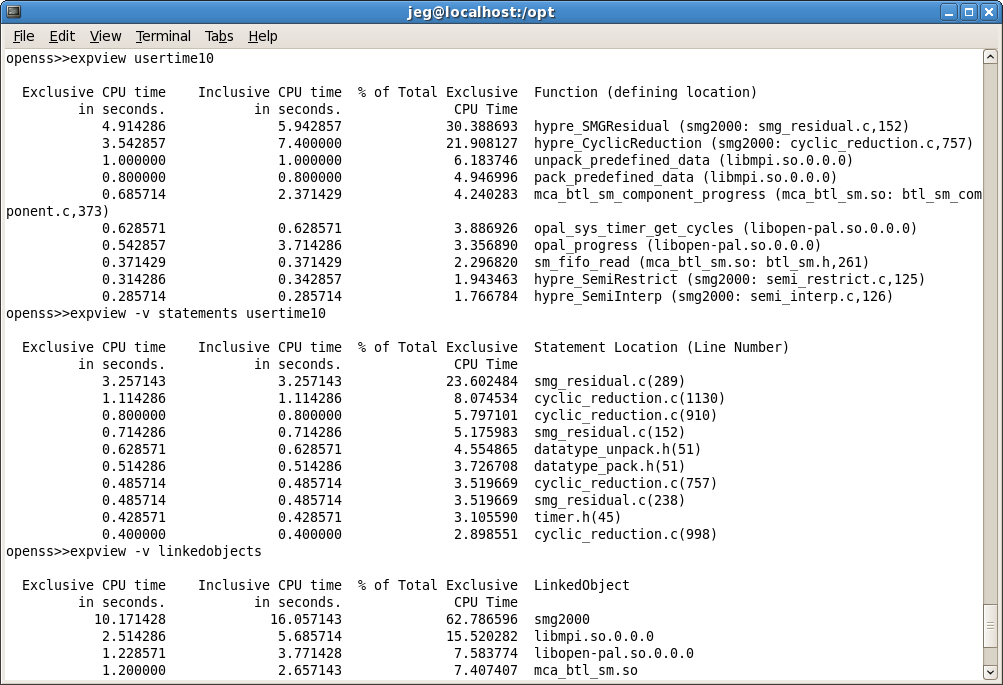 jeg@localhost:/opt
File Edit View Terminal Tabs Help
openss>>expview usertime10
Exclusive CPU time Inclusive CPU time % of Total Exclusive Function (defining location)
in seconds. in seconds. CPU Time
4.914286 5.942857 30.388693 hypre_SMGResidual (smg2000: smg_residual.c,152)
3.542857 7.400000 21.908127 hypre_CyclicReduction (smg2000: cyclic_reduction.c,757)
1.000000 1.000000 6.183746 unpack_predefined_data (libmpi.so.0.0.0)
0.800000 0.800000 4.946996 pack_predefined_data (libmpi.so.0.0.0)
0.685714 2.371429 4.240283 mca_btl_sm_component_progress (mca_btl_sm.so: btl_sm_com
ponent.c,373)
0.628571 0.628571 3.886926 opal_sys_timer_get_cycles (libopen-pal.so.0.0.0)
0.542857 3.714286 3.356890 opal_progress (libopen-pal.so.0.0.0)
0.371429 0.371429 2.296820 sm_fifo_read (mca_btl_sm.so: btl_sm.h,261)
0.314286 0.342857 1.943463 hypre_SemiRestrict (smg2000: semi_restrict.c,125)
0.285714 0.285714 1.766784 hypre_SemiInterp (smg2000: semi_interp.c,126)
openss>>expview -v statements usertime10
Exclusive CPU time Inclusive CPU time % of Total Exclusive Statement Location (Line Number)
in seconds. in seconds. CPU Time
3.257143 3.257143 23.602484 smg_residual.c(289)
1.114286 1.114286 8.074534 cyclic_reduction.c(1130)
0.800000 0.800000 5.797101 cyclic_reduction.c(910)
0.714286 0.714286 5.175983 smg_residual.c(152)
0.628571 0.628571 4.554865 datatype_unpack.h(51)
0.514286 0.514286 3.726708 datatype_pack.h(51)
0.485714 0.485714 3.519669 cyclic_reduction.c(757)
0.485714 0.485714 3.519669 smg_residual.c(238)
0.428571 0.428571 3.105590 timer.h(45)
0.400000 0.400000 2.898551 cyclic_reduction.c(998)
openss>>expview -v linkedobjects
Exclusive CPU time Inclusive CPU time % of Total Exclusive LinkedObject
in seconds. in seconds. CPU Time
10.171428 16.057143 62.786596 smg2000
2.514286 5.685714 15.520282 libmpi.so.0.0.0
1.228571 3.771428 7.583774 libopen-pal.so.0.0.0
1.200000 2.657143 7.407407 mca_btl_sm.so